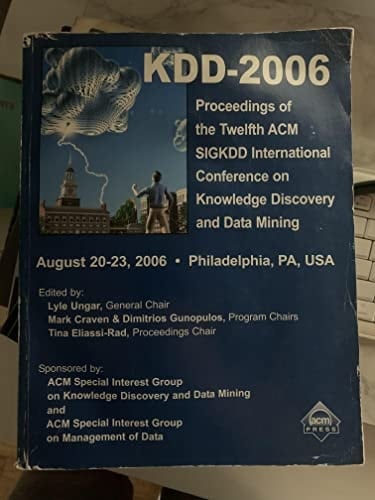 KDD-2006
Proceedings of
the Twelfth ACM
SIGKDD International
Conference on
Knowledge Discovery
and Data Mining
August 20-23, 2006 • Philadelphia, PA, USA
Edited by:
Lyle Ungar, General Chair
Mark Craven & Dimitrios Gunopulos, Program Chairs
Tina Eliassi-Rad, Proceedings Chair
Sponsored by:
ACM Special Interest Group
on Knowledge Discovery and Data Mining
and
ACM Special Interest Group
on Management of Data
acm
PRESS